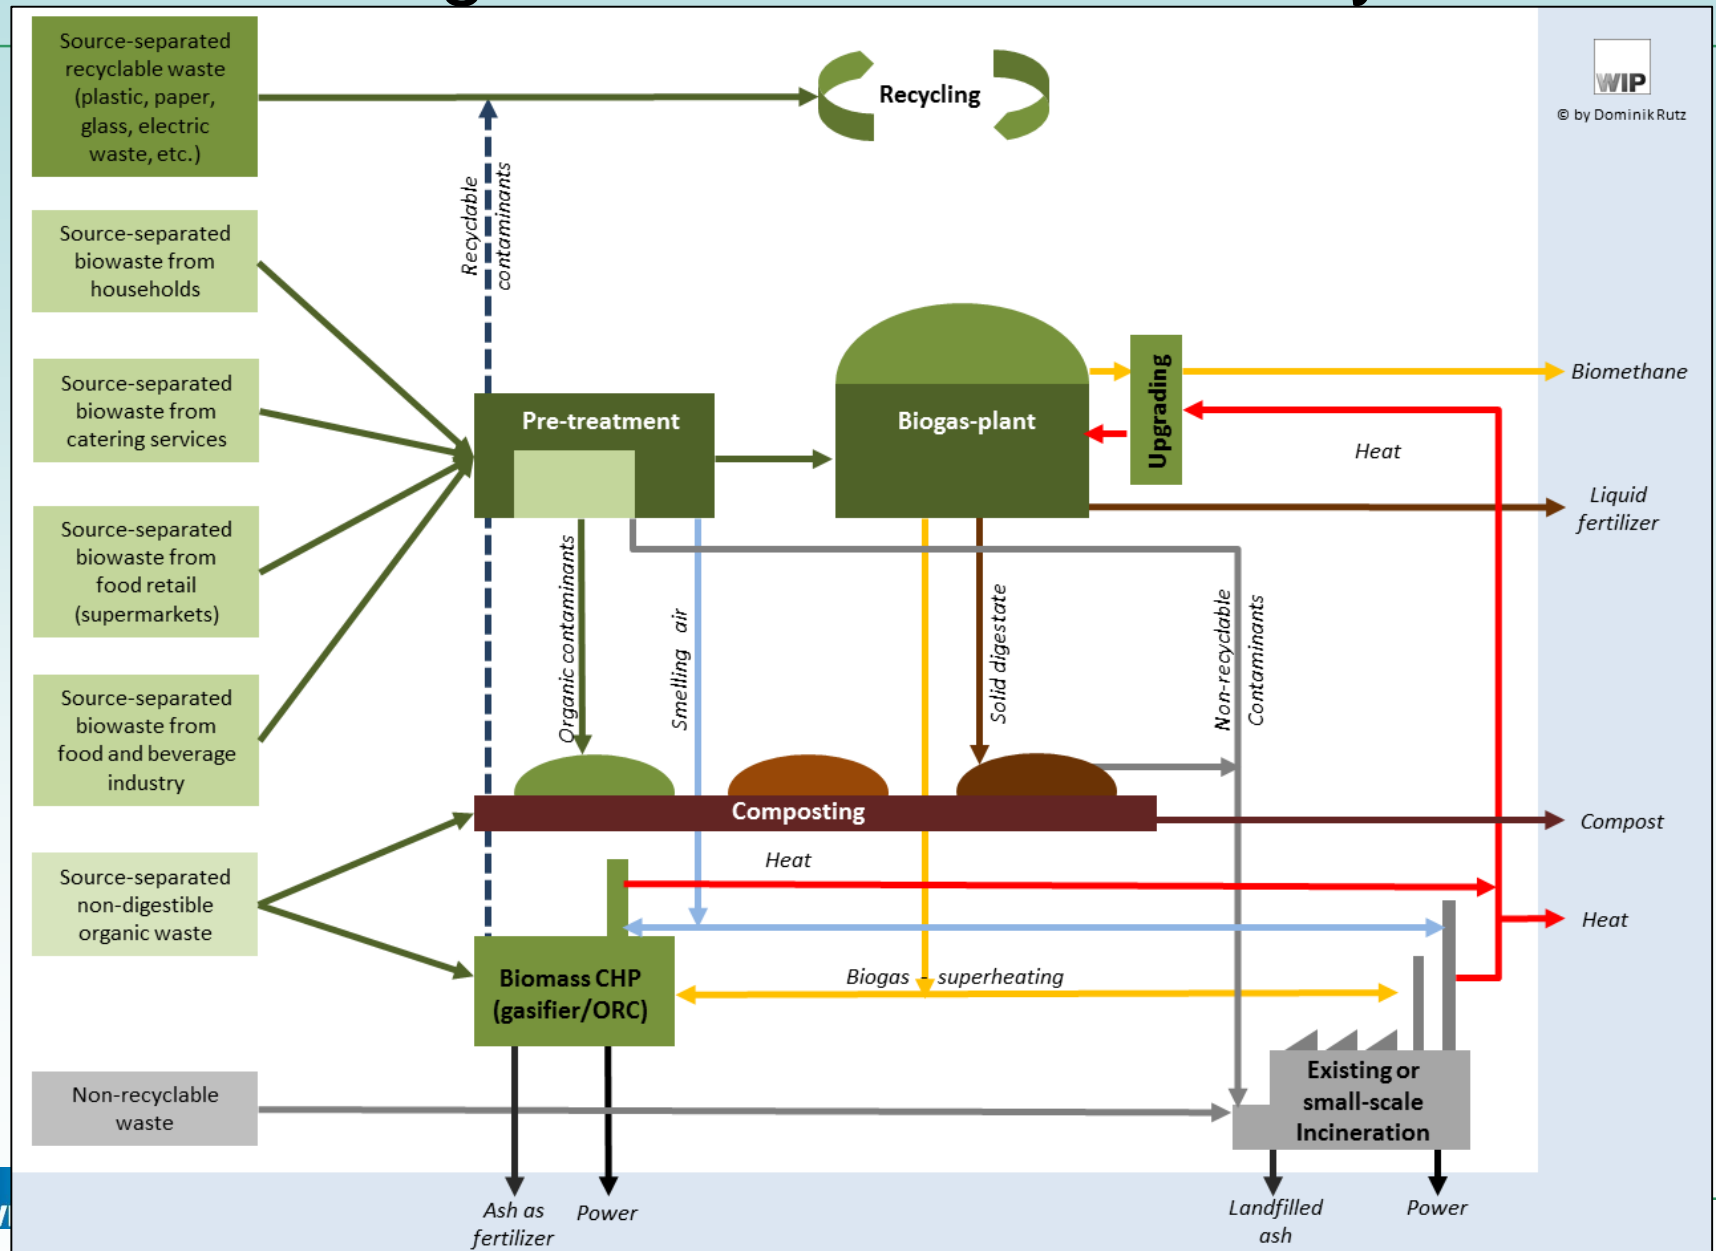 Source-separated
recyclable waste
(plastic, paper,
glass, electric
waste, etc.)
Recycling
WIP
© by Dominik Rutz
Recyclable
contaminants
Source-separated
biowaste from
households
Source-separated
biowaste from
catering services
Source-separated
biowaste from
food retail
(supermarkets)
Source-separated
biowaste from
food and beverage
industry
Source-separated
non-digestible
organic waste
Non-recyclable
waste
Pre-treatment
Biogas-plant
Upgrading
Biomethane
Heat
Liquid
fertilizer
Organic contaminants
Smelling air
Solid digestate
Non-recyclable
Contaminants
Composting
Compost
Heat
Heat
Biomass CHP
(gasifier/ORC)
Biogas - superheating
Existing or
small-scale
Incineration
Ash as
fertilizer
Power
Landfilled
ash
Power